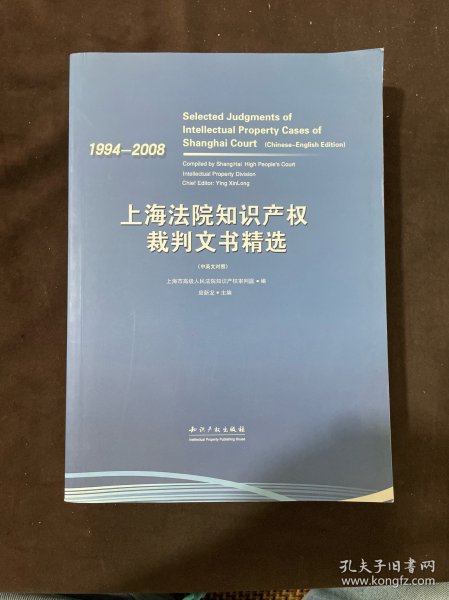 Selected Judgments of
Intellectual Property Cases of
Shanghai Court (Chinese-English Edition)
1994—2008
Compiled by ShangHai High People's Court
Intellectual Property Division
Chief Editor: Ying XinLong
上海法院知识产权
裁判文书精选
(中英文对照)
上海市高级人民法院知识产权审判庭 • 编
应新龙 • 主编
知识产权出版社
Intellectual Property Publishing House
孔夫子旧书网
www.kongfz.com